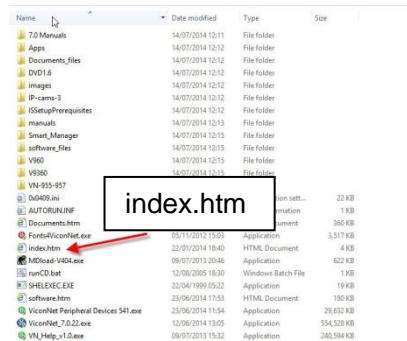 Name Date modified Type Size
7.0 Manuals 14/07/2014 12:11 File folder
Apps 14/07/2014 12:12 File folder
Documents_files 14/07/2014 12:12 File folder
DVD1.6 14/07/2014 12:12 File folder
images 14/07/2014 12:12 File folder
IP-cams-3 14/07/2014 12:12 File folder
ISSetupPrerequisites 14/07/2014 12:12 File folder
manuals 14/07/2014 12:13 File folder
Smart_Manager 14/07/2014 12:15 File folder
software_files 14/07/2014 12:15 File folder
V960 14/07/2014 12:15 File folder
V9360 14/07/2014 12:15 File folder
VN-955-957
index.htm
0x0409.ini tion sett... 22 KB
AUTORUN.INF rmation 1 KB
Documents.htm ocument 360 KB
Fonts4ViconNet.exe 05/11/2012 15:03 Application 3,517 KB
index.htm 22/01/2014 18:40 HTML Document 4 KB
MDload-V404.exe 09/07/2013 20:46 Application 622 KB
runCD.bat 12/08/2005 18:30 Windows Batch File 1 KB
SHELEXEC.EXE 22/04/1999 05:22 Application 19 KB
software.htm 23/06/2014 17:53 HTML Document 180 KB
ViconNet Peripheral Devices 541.exe 23/06/2014 11:54 Application 29,632 KB
ViconNet_7.0.22.exe 12/06/2014 13:05 Application 554,528 KB
VN_Help_v1.0.exe 09/07/2013 15:32 Application 240,594 KB